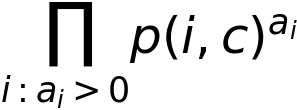 ∏_{i : a_i > 0} p(i, c)^{a_i}